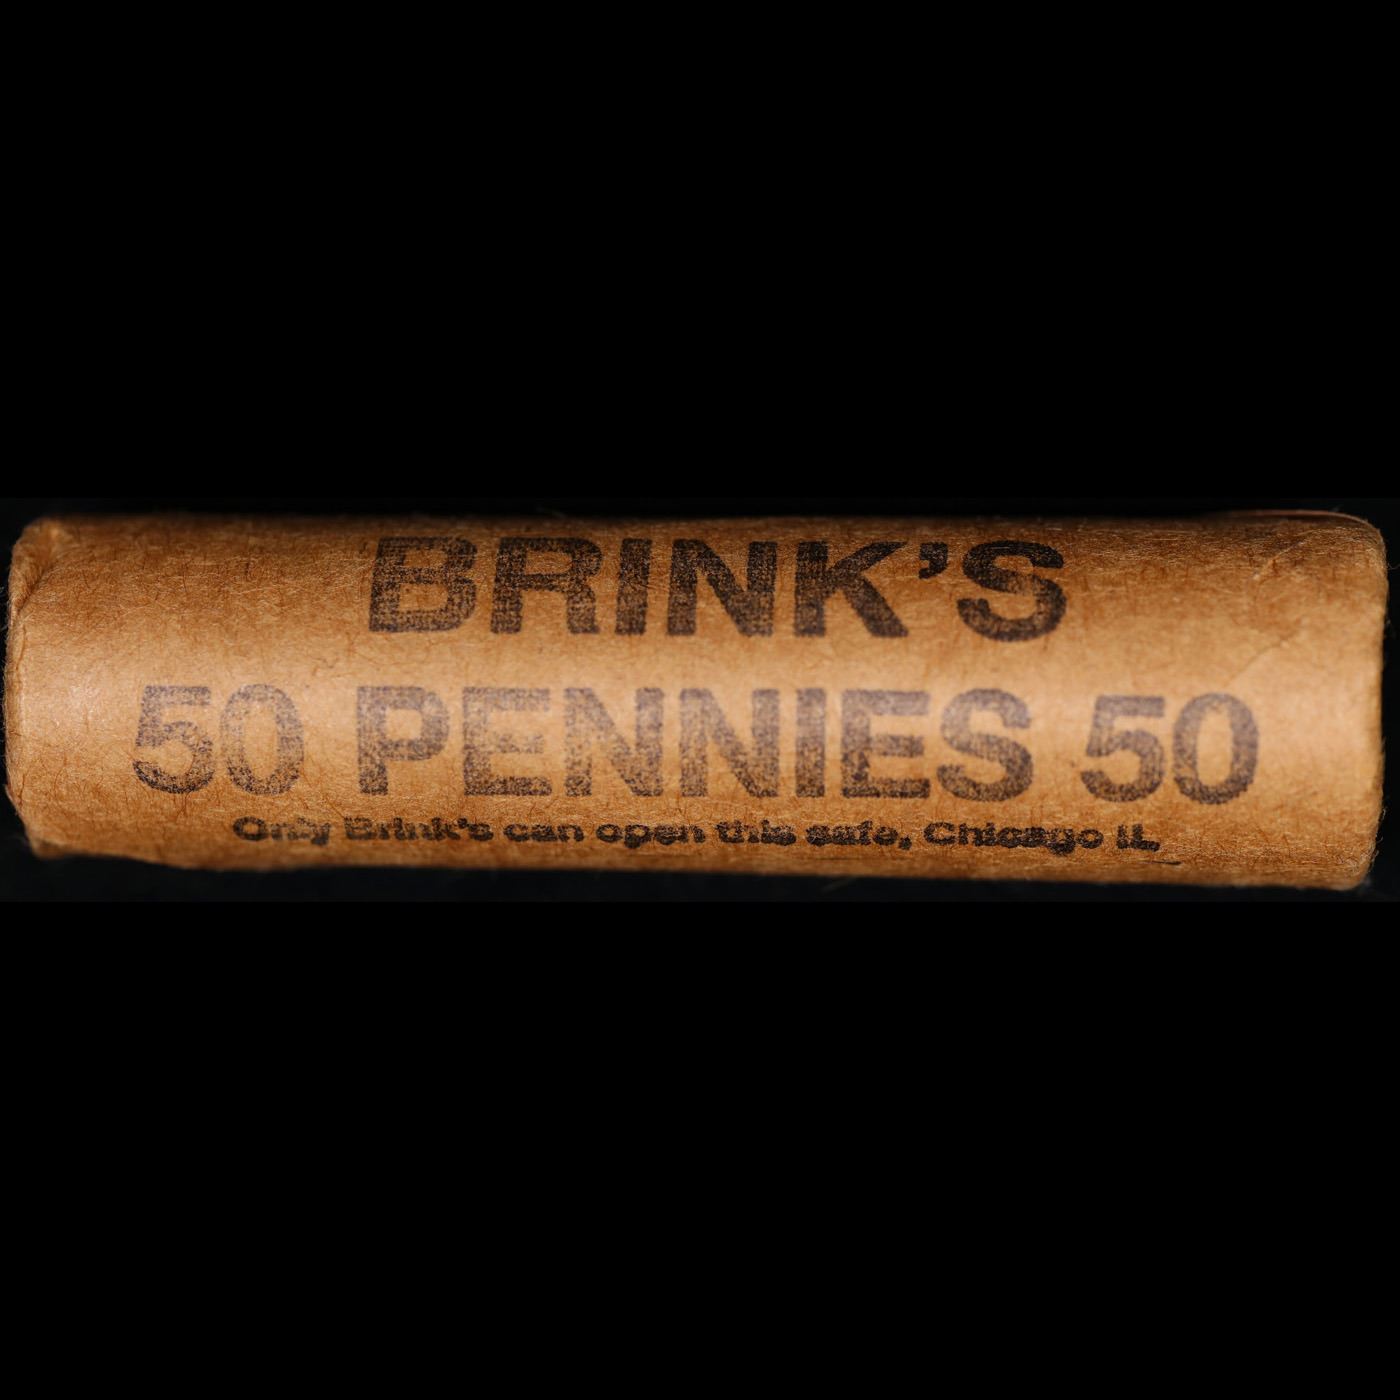 BRINK'S
50 PENNIES 50
Only Brink's can open this safe, Chicago IL.